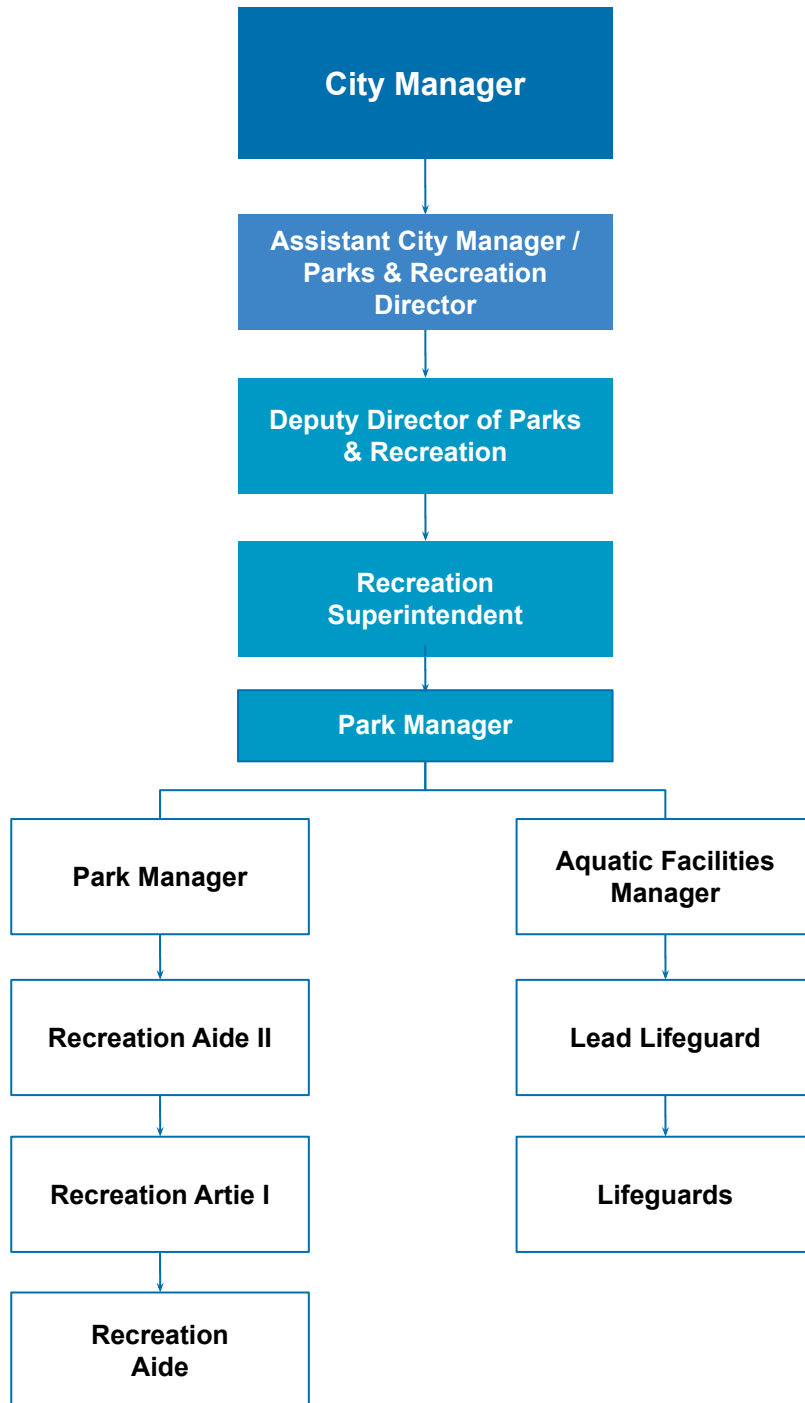 City Manager
Assistant City Manager /
Parks & Recreation
Director
Deputy Director of Parks
& Recreation
Recreation
Superintendent
Park Manager
Park Manager
Aquatic Facilities
Manager
Recreation Aide II
Lead Lifeguard
Recreation Artie I
Lifeguards
Recreation
Aide